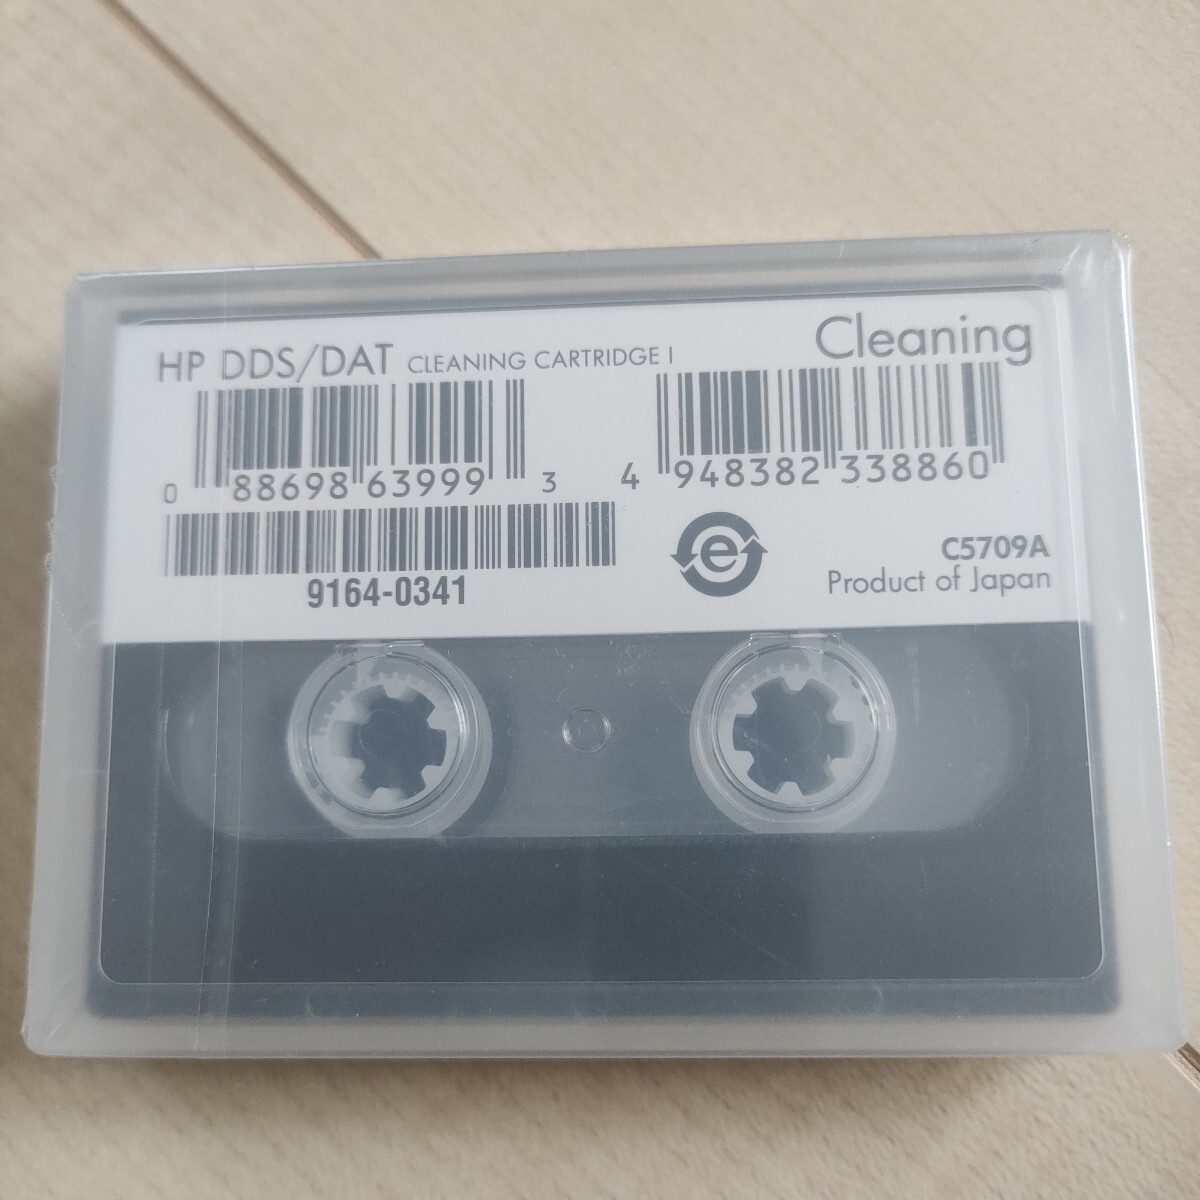 HP DDS/DAT CLEANING CARTRIDGE I
Cleaning
0 88698 63999 3
4 948382 338860
9164-0341
e
C5709A
Product of Japan